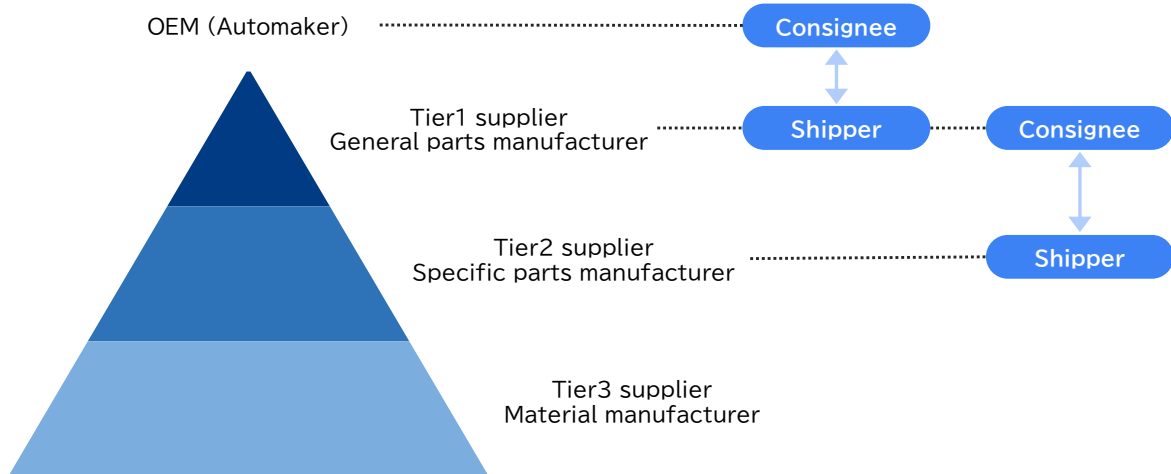 OEM (Automaker)
Consignee
Tier1 supplier
General parts manufacturer
Shipper
Consignee
Tier2 supplier
Specific parts manufacturer
Shipper
Tier3 supplier
Material manufacturer